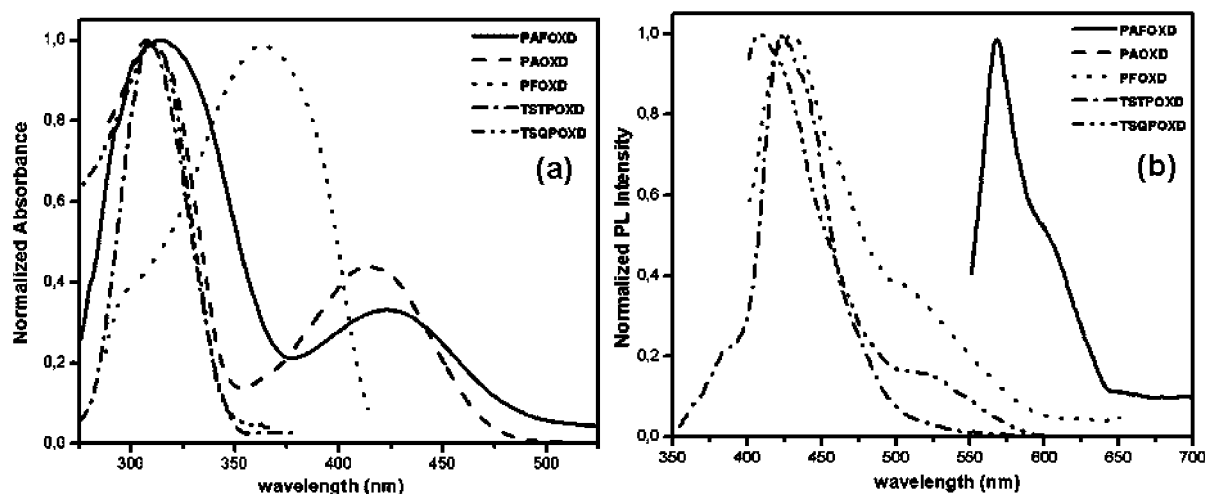 1,0
0,8
0,6
0,4
0,2
0,0
Normalized Absorbance
300 350 400 450 500
wavelength (nm)
PAFOXD
PAOXD
PFOXD
TSTPOXD
TSQPOXD
(a)
1,0
0,8
0,6
0,4
0,2
0,0
Normalized PL Intensity
350 400 450 500 550 600 650 700
wavelength (nm)
PAFOXD
PAOXD
PFOXD
TSTPOXD
TSQPOXD
(b)